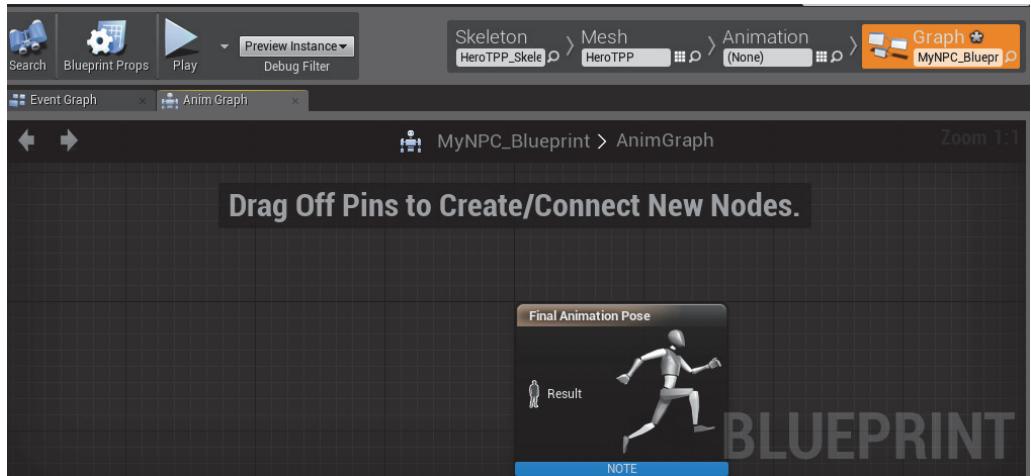 Search Blueprint Props Play Preview Instance Debug Filter
Skeleton Mesh Animation Graph
HeroTPP_Skele HeroTPP (None) MyNPC_Bluepr
Event Graph Anim Graph
MyNPC_Blueprint > AnimGraph Zoom 1:1
Drag Off Pins to Create/Connect New Nodes.
Final Animation Pose
Result
BLUEPRINT
NOTE